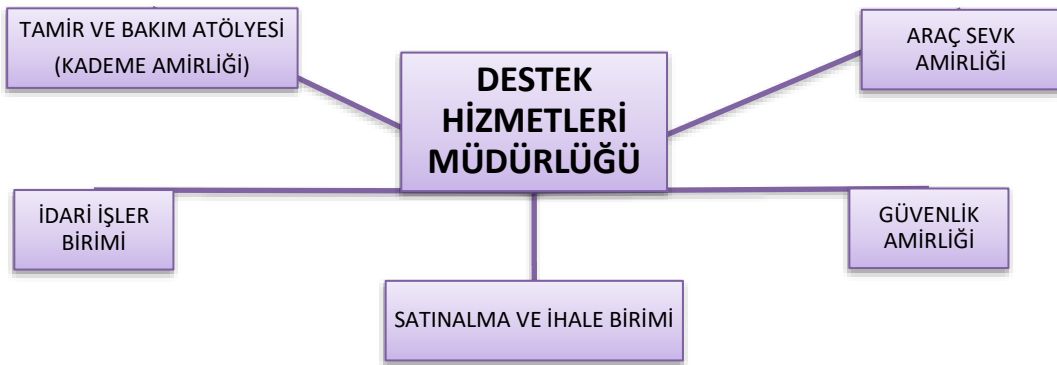 TAMİR VE BAKIM ATÖLYESİ
(KADEME AMİRLİĞİ)
ARAÇ SEVK
AMİRLİĞİ
DESTEK
HİZMETLERİ
MÜDÜRLÜĞÜ
İDARİ İŞLER
BİRİMİ
GÜVENLİK
AMİRLİĞİ
SATINALMA VE İHALE BİRİMİ